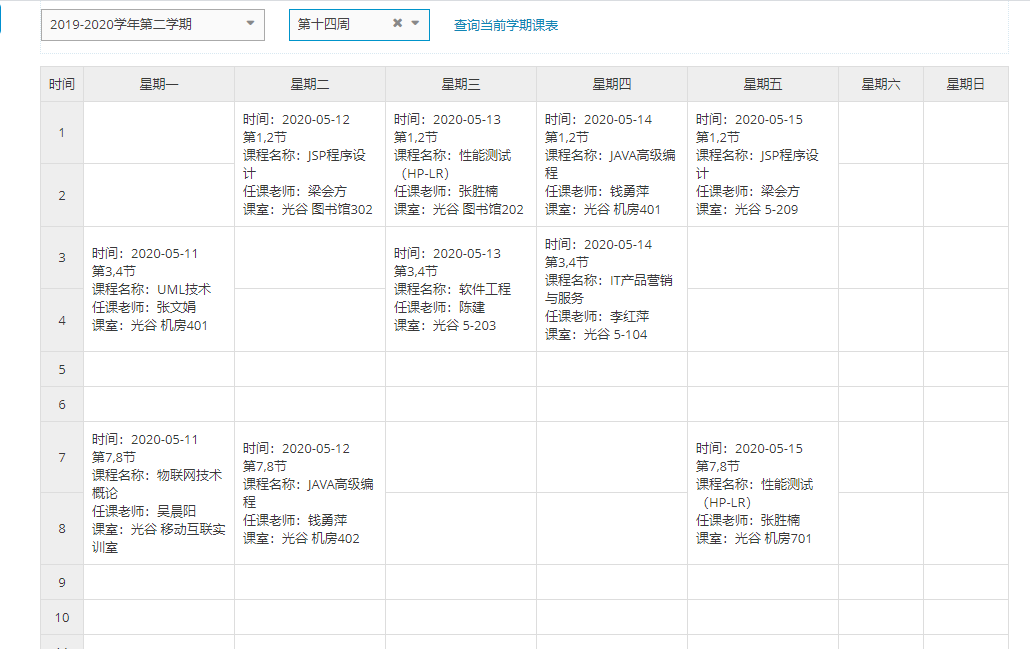 2019-2020学年第二学期 第十四周 查询当前学期课表
时间 星期一 星期二 星期三 星期四 星期五 星期六 星期日
1
2
时间：2020-05-12
第1,2节
课程名称：JSP程序设
计
任课老师：梁会方
课室：光谷 图书馆302
时间：2020-05-13
第1,2节
课程名称：性能测试
（HP-LR）
任课老师：张胜楠
课室：光谷 图书馆202
时间：2020-05-14
第1,2节
课程名称：JAVA高级编
程
任课老师：钱勇萍
课室：光谷 机房401
时间：2020-05-15
第1,2节
课程名称：JSP程序设
计
任课老师：梁会方
课室：光谷 5-209
3
4
时间：2020-05-11
第3,4节
课程名称：UML技术
任课老师：张文娟
课室：光谷 机房401
时间：2020-05-13
第3,4节
课程名称：软件工程
任课老师：陈建
课室：光谷 5-203
时间：2020-05-14
第3,4节
课程名称：IT产品营销
与服务
任课老师：李红萍
课室：光谷 5-104
5
6
7
8
时间：2020-05-11
第7,8节
课程名称：物联网技术
概论
任课老师：吴晨阳
课室：光谷 移动互联实
训室
时间：2020-05-12
第7,8节
课程名称：JAVA高级编
程
任课老师：钱勇萍
课室：光谷 机房402
时间：2020-05-15
第7,8节
课程名称：性能测试
（HP-LR）
任课老师：张胜楠
课室：光谷 机房701
9
10